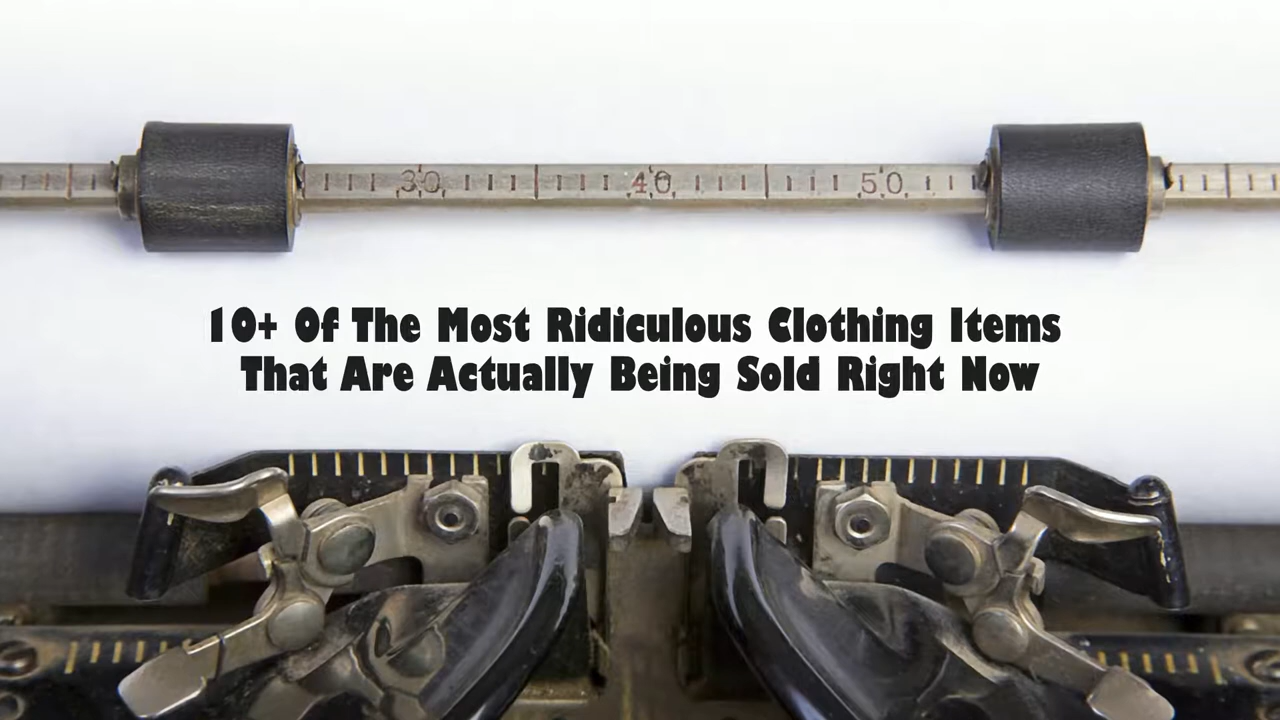 30 40 50
10+ Of The Most Ridiculous Clothing Items
That Are Actually Being Sold Right Now